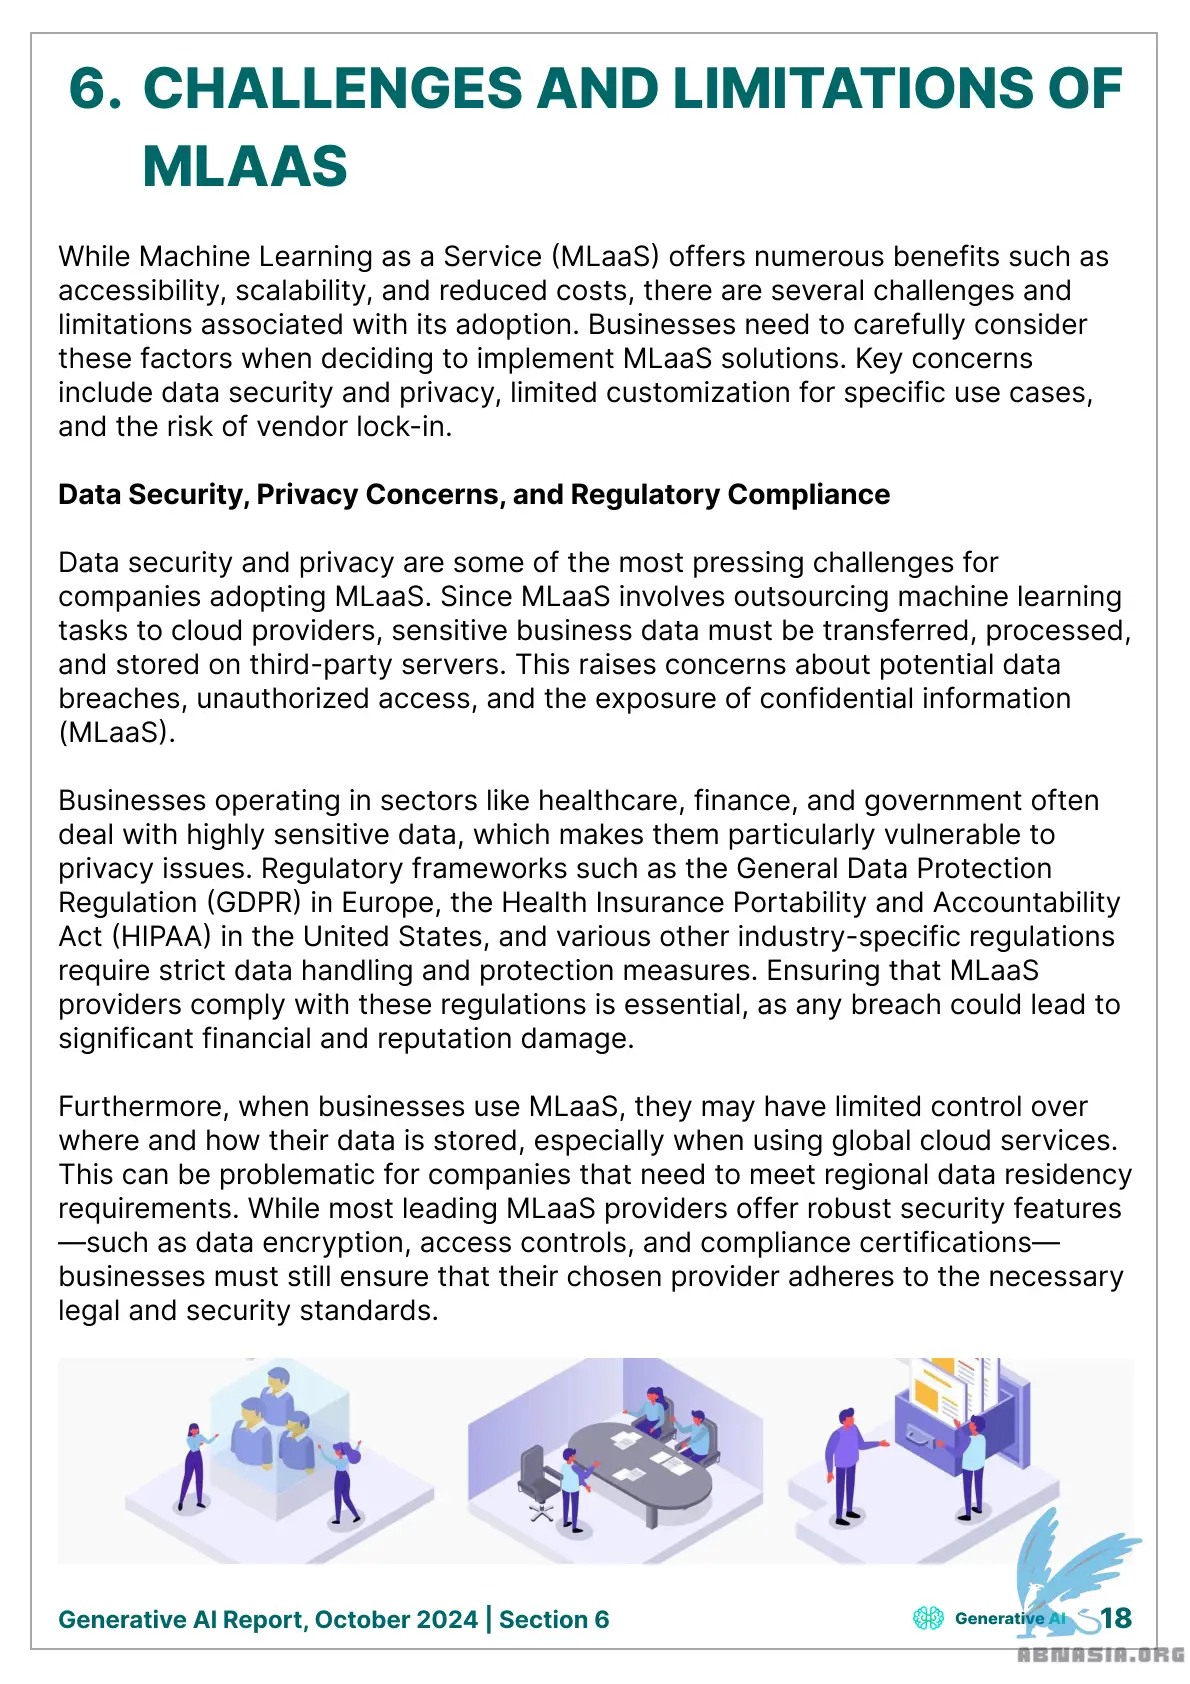 6. CHALLENGES AND LIMITATIONS OF
MLAAS
While Machine Learning as a Service (MLaaS) offers numerous benefits such as
accessibility, scalability, and reduced costs, there are several challenges and
limitations associated with its adoption. Businesses need to carefully consider
these factors when deciding to implement MLaaS solutions. Key concerns
include data security and privacy, limited customization for specific use cases,
and the risk of vendor lock-in.
Data Security, Privacy Concerns, and Regulatory Compliance
Data security and privacy are some of the most pressing challenges for
companies adopting MLaaS. Since MLaaS involves outsourcing machine learning
tasks to cloud providers, sensitive business data must be transferred, processed,
and stored on third-party servers. This raises concerns about potential data
breaches, unauthorized access, and the exposure of confidential information
(MLaaS).
Businesses operating in sectors like healthcare, finance, and government often
deal with highly sensitive data, which makes them particularly vulnerable to
privacy issues. Regulatory frameworks such as the General Data Protection
Regulation (GDPR) in Europe, the Health Insurance Portability and Accountability
Act (HIPAA) in the United States, and various other industry-specific regulations
require strict data handling and protection measures. Ensuring that MLaaS
providers comply with these regulations is essential, as any breach could lead to
significant financial and reputation damage.
Furthermore, when businesses use MLaaS, they may have limited control over
where and how their data is stored, especially when using global cloud services.
This can be problematic for companies that need to meet regional data residency
requirements. While most leading MLaaS providers offer robust security features
—such as data encryption, access controls, and compliance certifications—
businesses must still ensure that their chosen provider adheres to the necessary
legal and security standards.
Generative AI Report, October 2024 | Section 6
Generative AI
18
ABNASIA.ORG